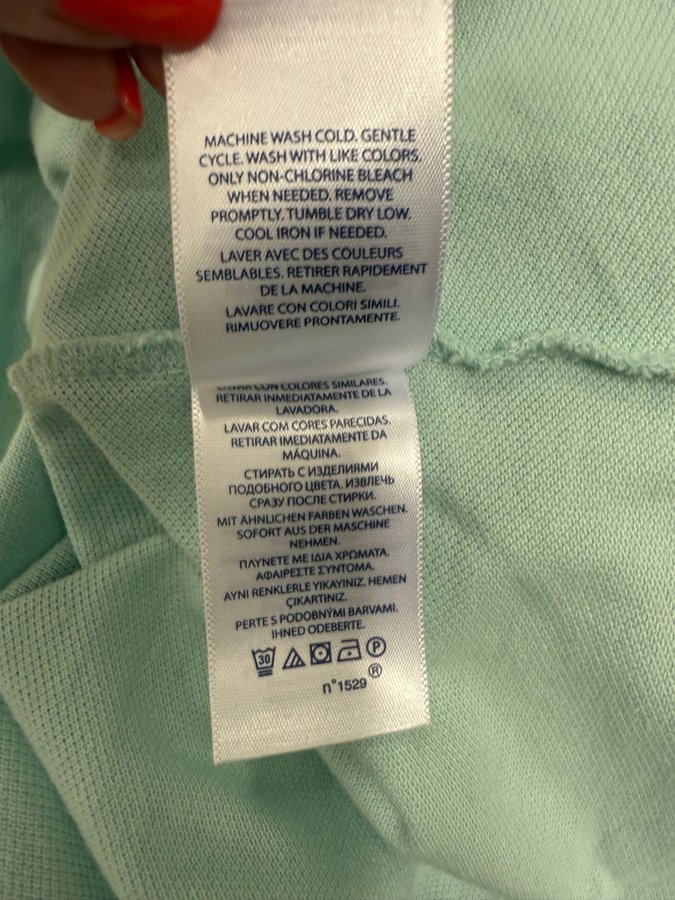 MACHINE WASH COLD. GENTLE
CYCLE. WASH WITH LIKE COLORS.
ONLY NON-CHLORINE BLEACH
WHEN NEEDED. REMOVE
PROMPTLY. TUMBLE DRY LOW.
COOL IRON IF NEEDED.
LAVER AVEC DES COULEURS
SEMBLABLES. RETIRER RAPIDEMENT
DE LA MACHINE.
LAVARE CON COLORI SIMILI.
RIMUOVERE PRONTAMENTE.
LAVAR CON COLORES SIMILARES.
RETIRAR INMEDIATAMENTE DE LA
LAVADORA.
LAVAR COM CORES PARECIDAS.
RETIRAR IMEDIATAMENTE DA
MÁQUINA.
СТИРАТЬ С ИЗДЕЛИЯМИ
ПОДОБНОГО ЦВЕТА. ИЗВЛЕЧЬ
СРАЗУ ПОСЛЕ СТИРКИ.
MIT ÄHNLICHEN FARBEN WASCHEN.
SOFORT AUS DER MASCHINE
NEHMEN.
ΠΛΥΝΕΤΕ ΜΕ ΙΔΙΑ ΧΡΩΜΑΤΑ.
ΑΦΑΙΡΕΣΤΕ ΣΥΝΤΟΜΑ.
AYNI RENKLERLE YIKAYINIZ. HEMEN
ÇIKARTINIZ.
PERTE S PODOBNÝMI BARVAMI.
IHNED ODEBERTE.
30 P
®
n°1529